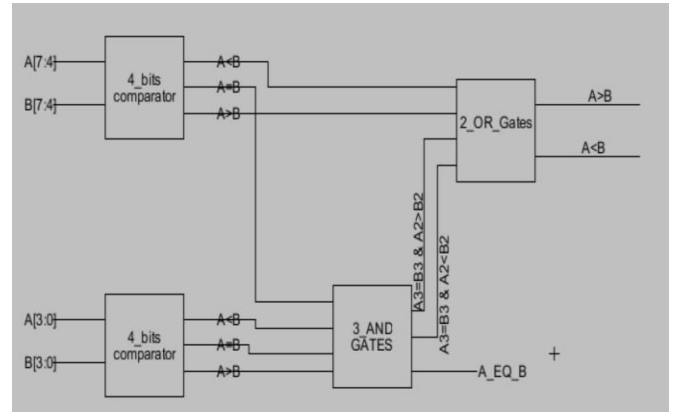 A[7:4]
B[7:4]
4_bits
comparator
A<B
A=B
A>B
2_OR_Gates
A>B
A<B
A3=B3 & A2>B2
A3=B3 & A2<B2
A[3:0]
B[3:0]
4_bits
comparator
A<B
A=B
A>B
3_AND
GATES
A_EQ_B